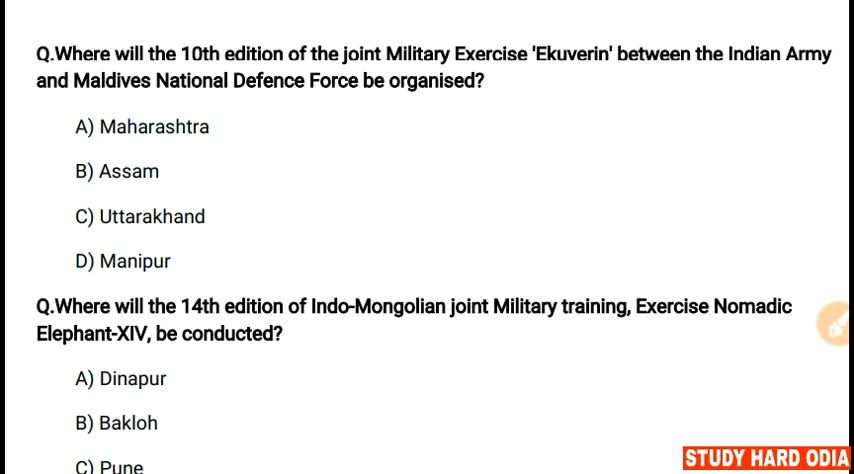 Q.Where will the 10th edition of the joint Military Exercise 'Ekuverin' between the Indian Army
and Maldives National Defence Force be organised?
A) Maharashtra
B) Assam
C) Uttarakhand
D) Manipur
Q.Where will the 14th edition of Indo-Mongolian joint Military training, Exercise Nomadic
Elephant-XIV, be conducted?
A) Dinapur
B) Bakloh
C) Pune
STUDY HARD ODIA